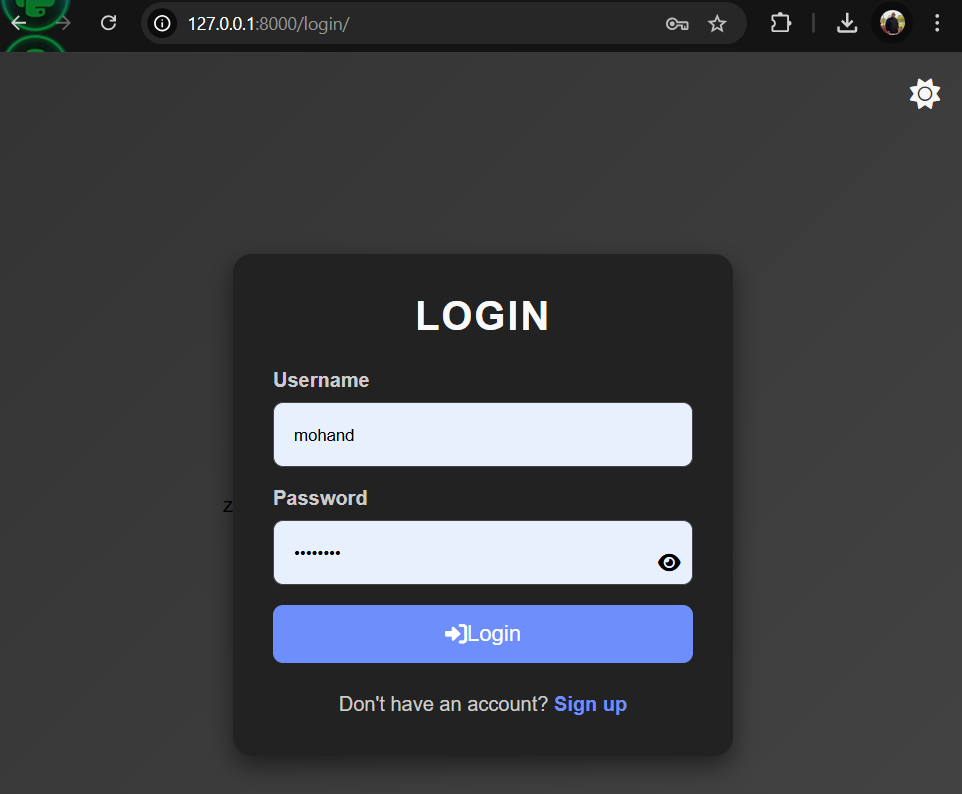 127.0.0.1:8000/login/
LOGIN
Username
mohand
Password
z
••••••••
Login
Don't have an account? Sign up